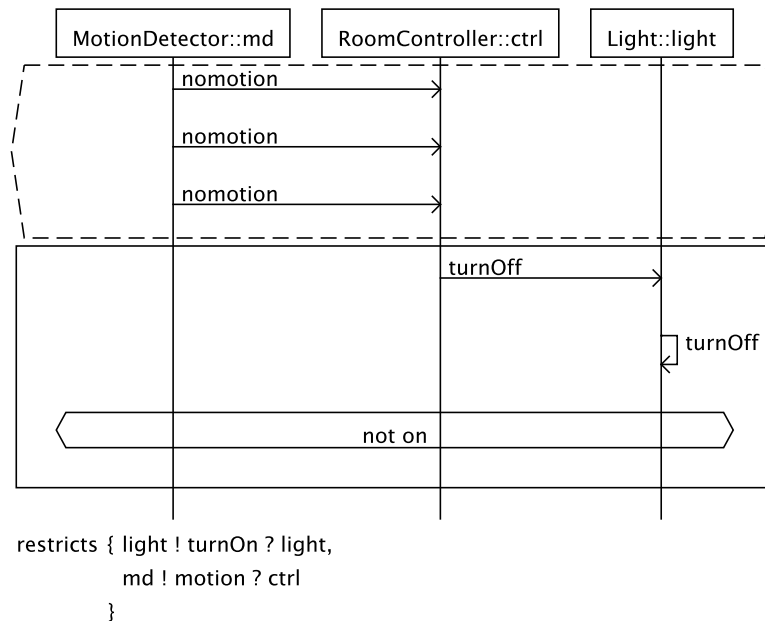 MotionDetector::md RoomController::ctrl Light::light
nomotion
nomotion
nomotion
turnOff
turnOff
not on
restricts { light ! turnOn ? light,
md ! motion ? ctrl
}